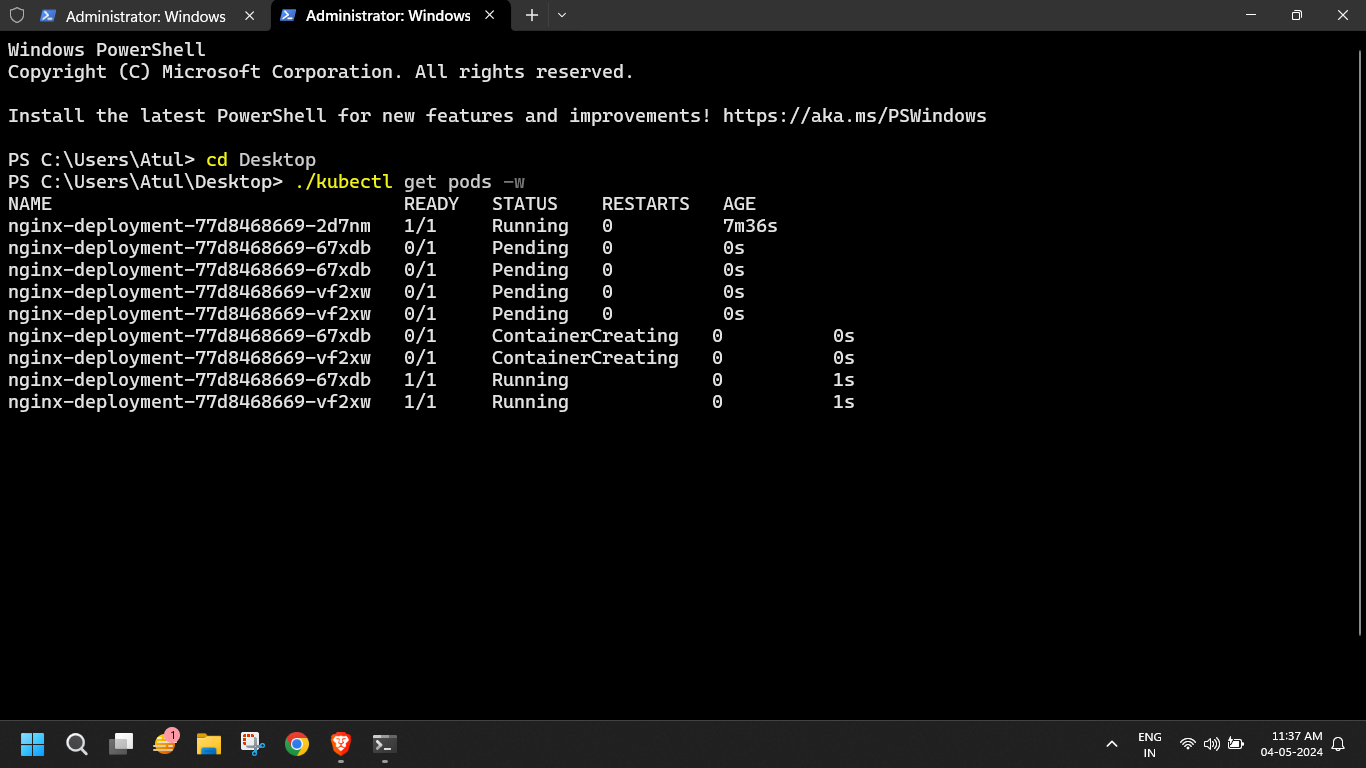 Administrator: Windows
Administrator: Windows
Windows PowerShell
Copyright (C) Microsoft Corporation. All rights reserved.
Install the latest PowerShell for new features and improvements! https://aka.ms/PSWindows
PS C:\Users\Atul> cd Desktop
PS C:\Users\Atul\Desktop> ./kubectl get pods -w
NAME READY STATUS RESTARTS AGE
nginx-deployment-77d8468669-2d7nm 1/1 Running 0 7m36s
nginx-deployment-77d8468669-67xdb 0/1 Pending 0 0s
nginx-deployment-77d8468669-67xdb 0/1 Pending 0 0s
nginx-deployment-77d8468669-vf2xw 0/1 Pending 0 0s
nginx-deployment-77d8468669-vf2xw 0/1 Pending 0 0s
nginx-deployment-77d8468669-67xdb 0/1 ContainerCreating 0 0s
nginx-deployment-77d8468669-vf2xw 0/1 ContainerCreating 0 0s
nginx-deployment-77d8468669-67xdb 1/1 Running 0 1s
nginx-deployment-77d8468669-vf2xw 1/1 Running 0 1s
1
ENG
IN
11:37 AM
04-05-2024